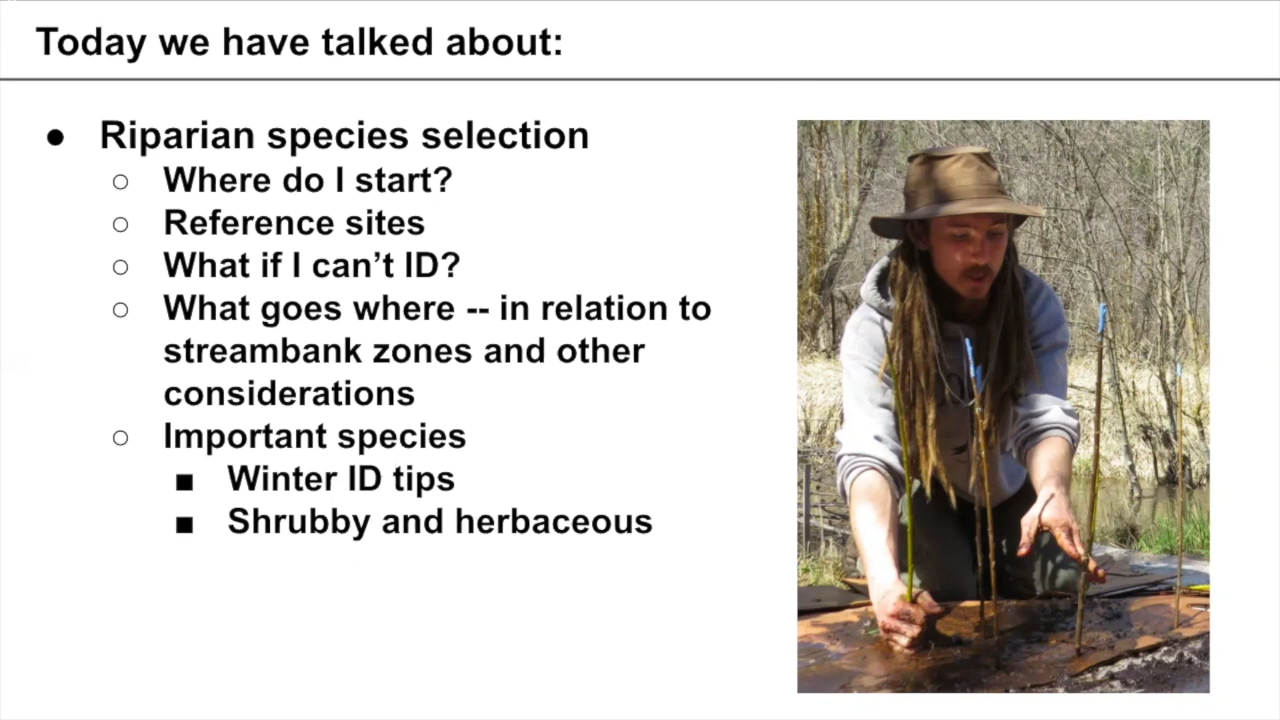 Today we have talked about:
● Riparian species selection
○ Where do I start?
○ Reference sites
○ What if I can’t ID?
○ What goes where -- in relation to
streambank zones and other
considerations
○ Important species
■ Winter ID tips
■ Shrubby and herbaceous